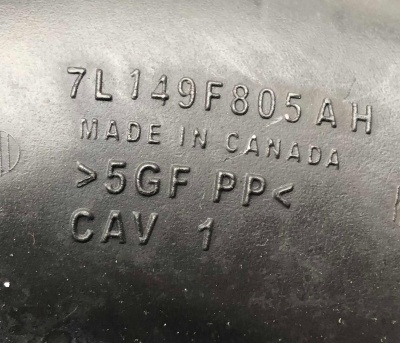 7L149F805AH
MADE IN CANADA
>5GF PP<
CAV 1